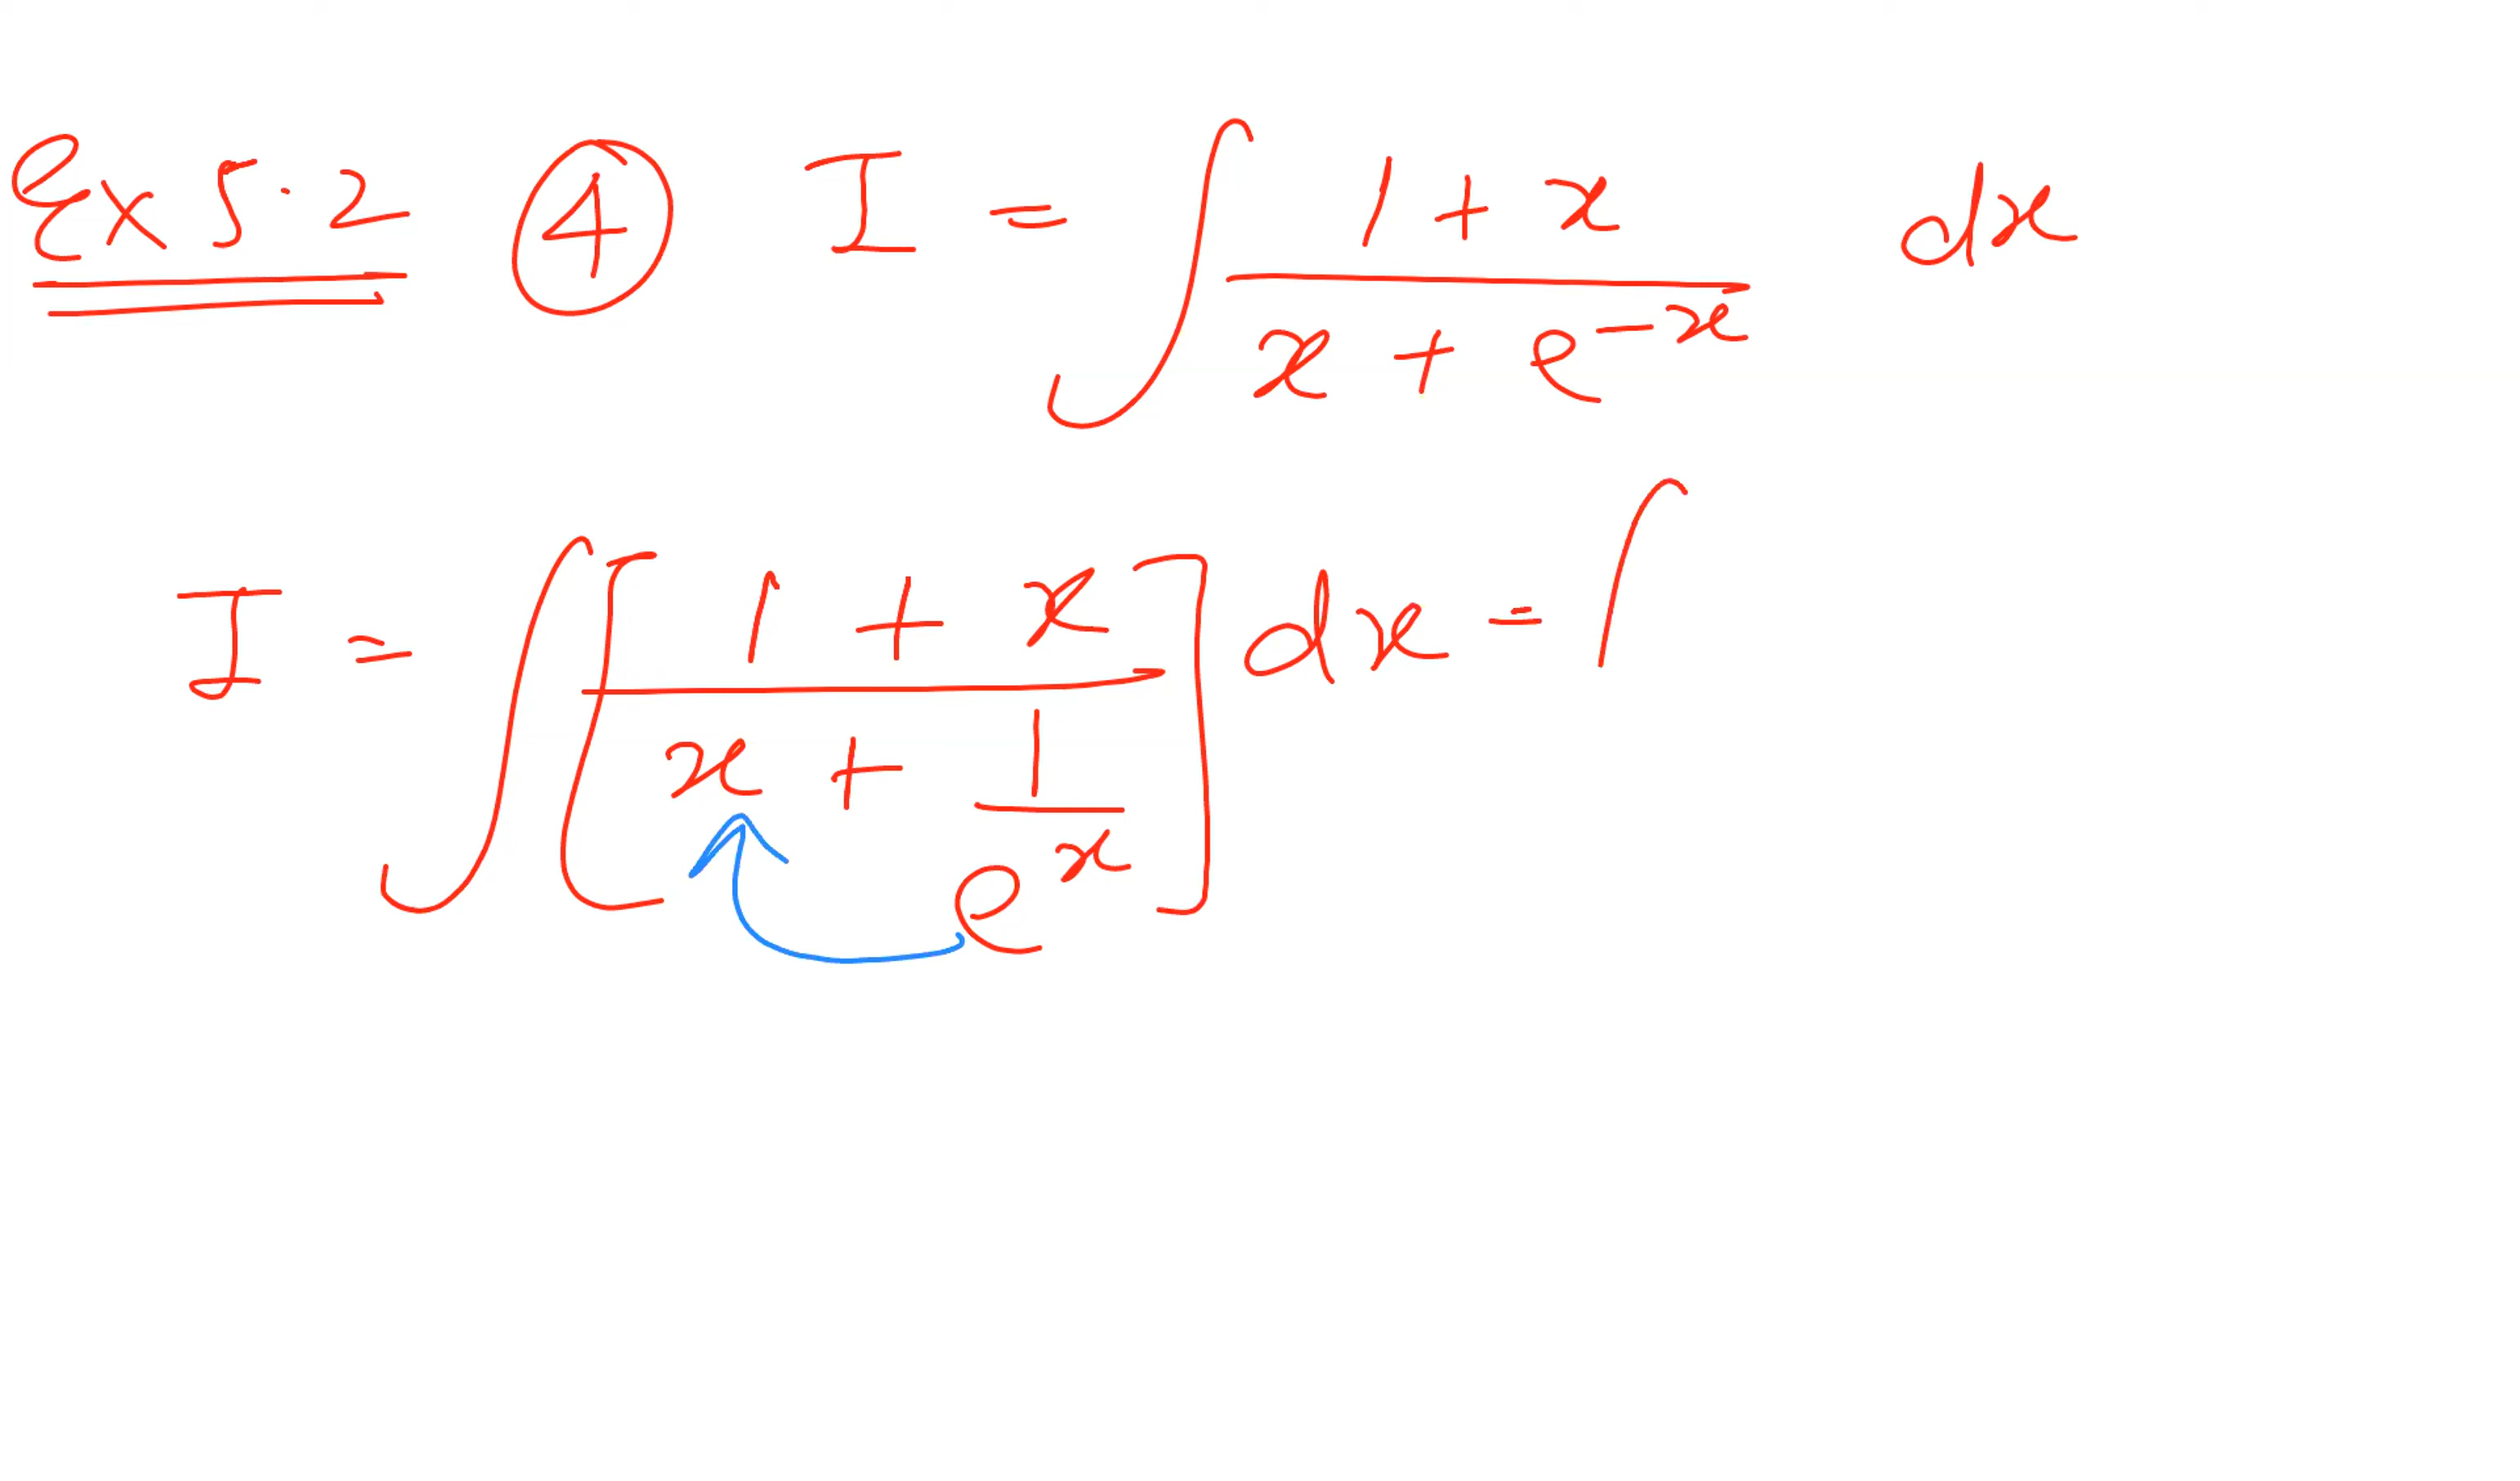 Ex 5.2 ④ I = ∫ (1 + x)/(x + e^(-x)) dx
I = ∫ [(1 + x)/(x + 1/e^x)] dx = ∫